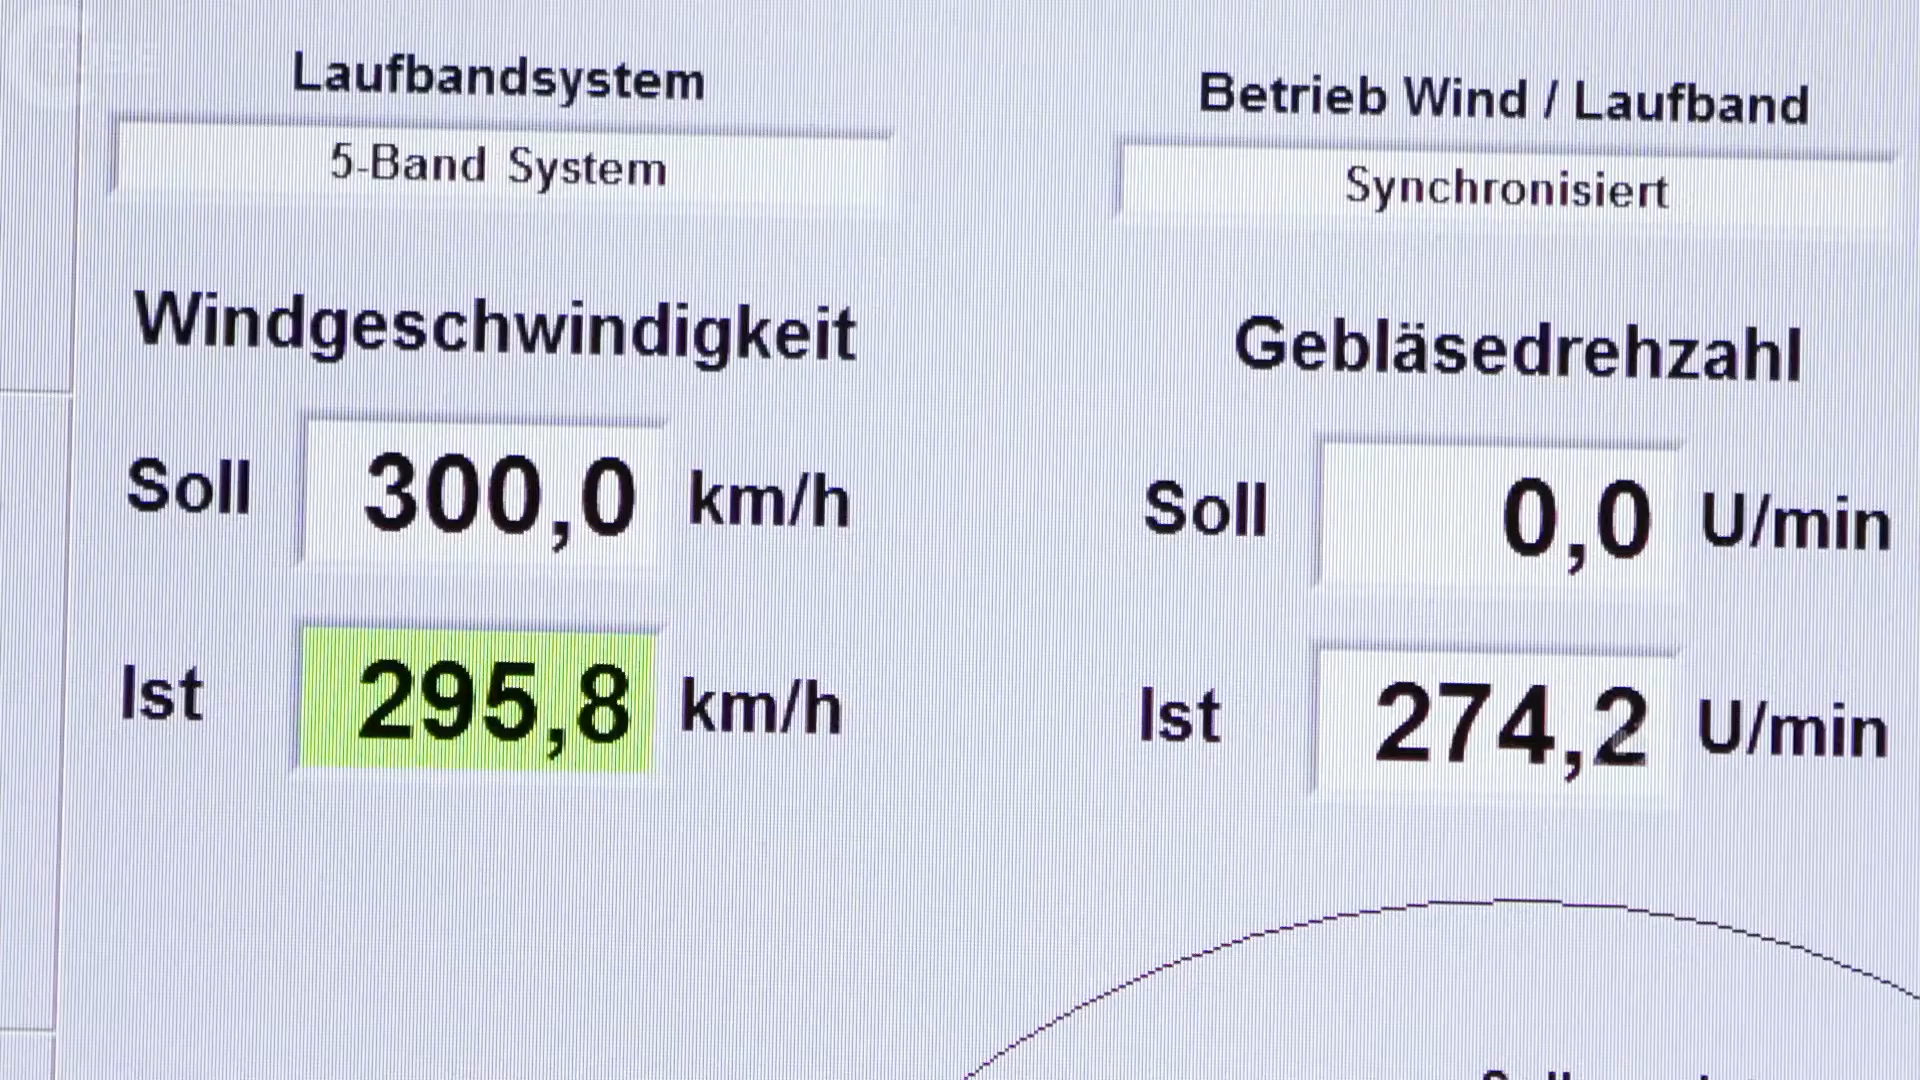 Laufbandsystem
5-Band System
Betrieb Wind / Laufband
Synchronisiert
Windgeschwindigkeit
Soll 300,0 km/h
Ist 295,8 km/h
Gebläsedrehzahl
Soll 0,0 U/min
Ist 274,2 U/min